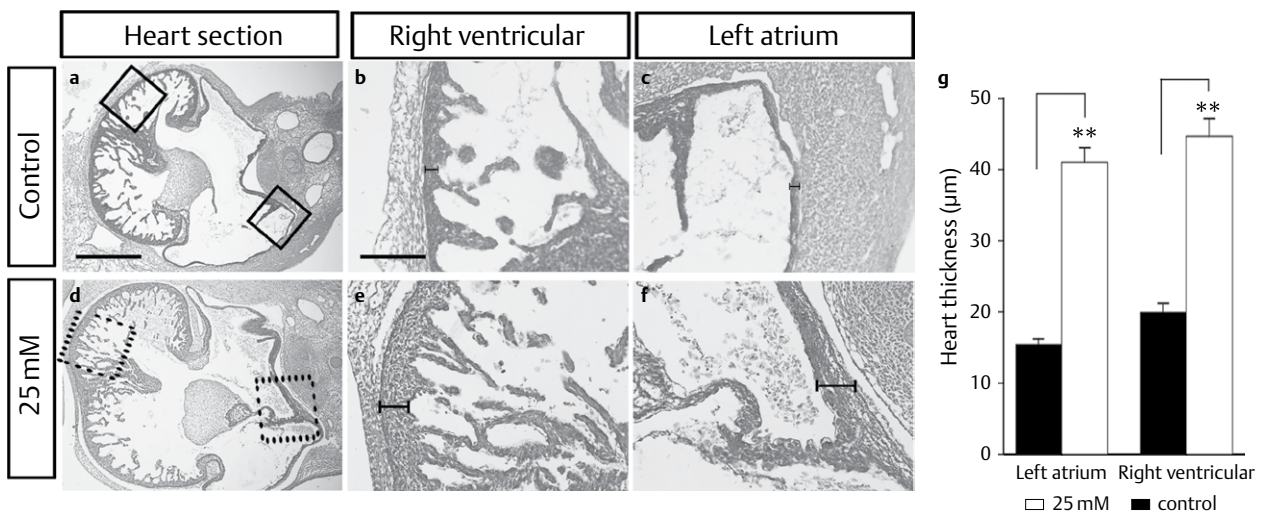 Heart section
Right ventricular
Left atrium
Control
a
b
c
25 mM
d
e
f
g
Heart thickness (µm)
50
40
30
20
10
0
**
**
Left atrium
Right ventricular
25 mM
control